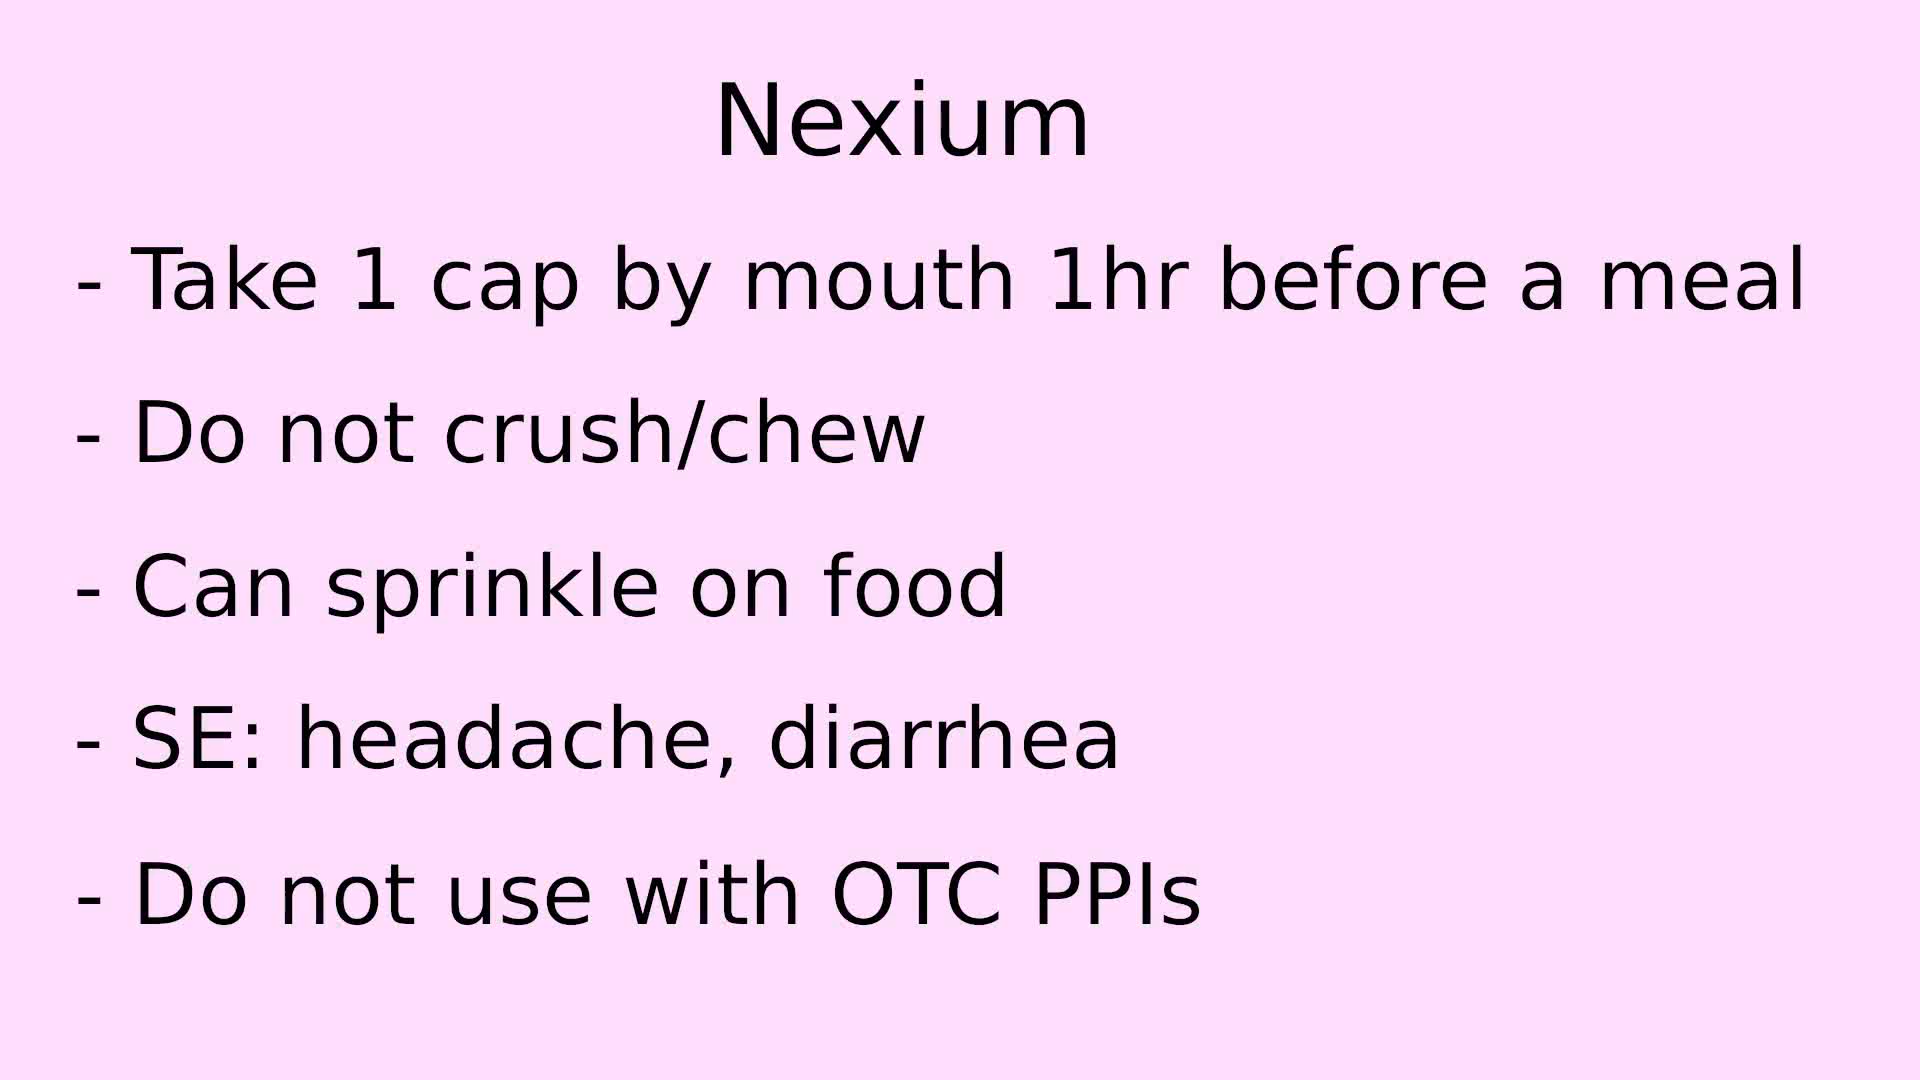 Nexium
- Take 1 cap by mouth 1hr before a meal
- Do not crush/chew
- Can sprinkle on food
- SE: headache, diarrhea
- Do not use with OTC PPIs